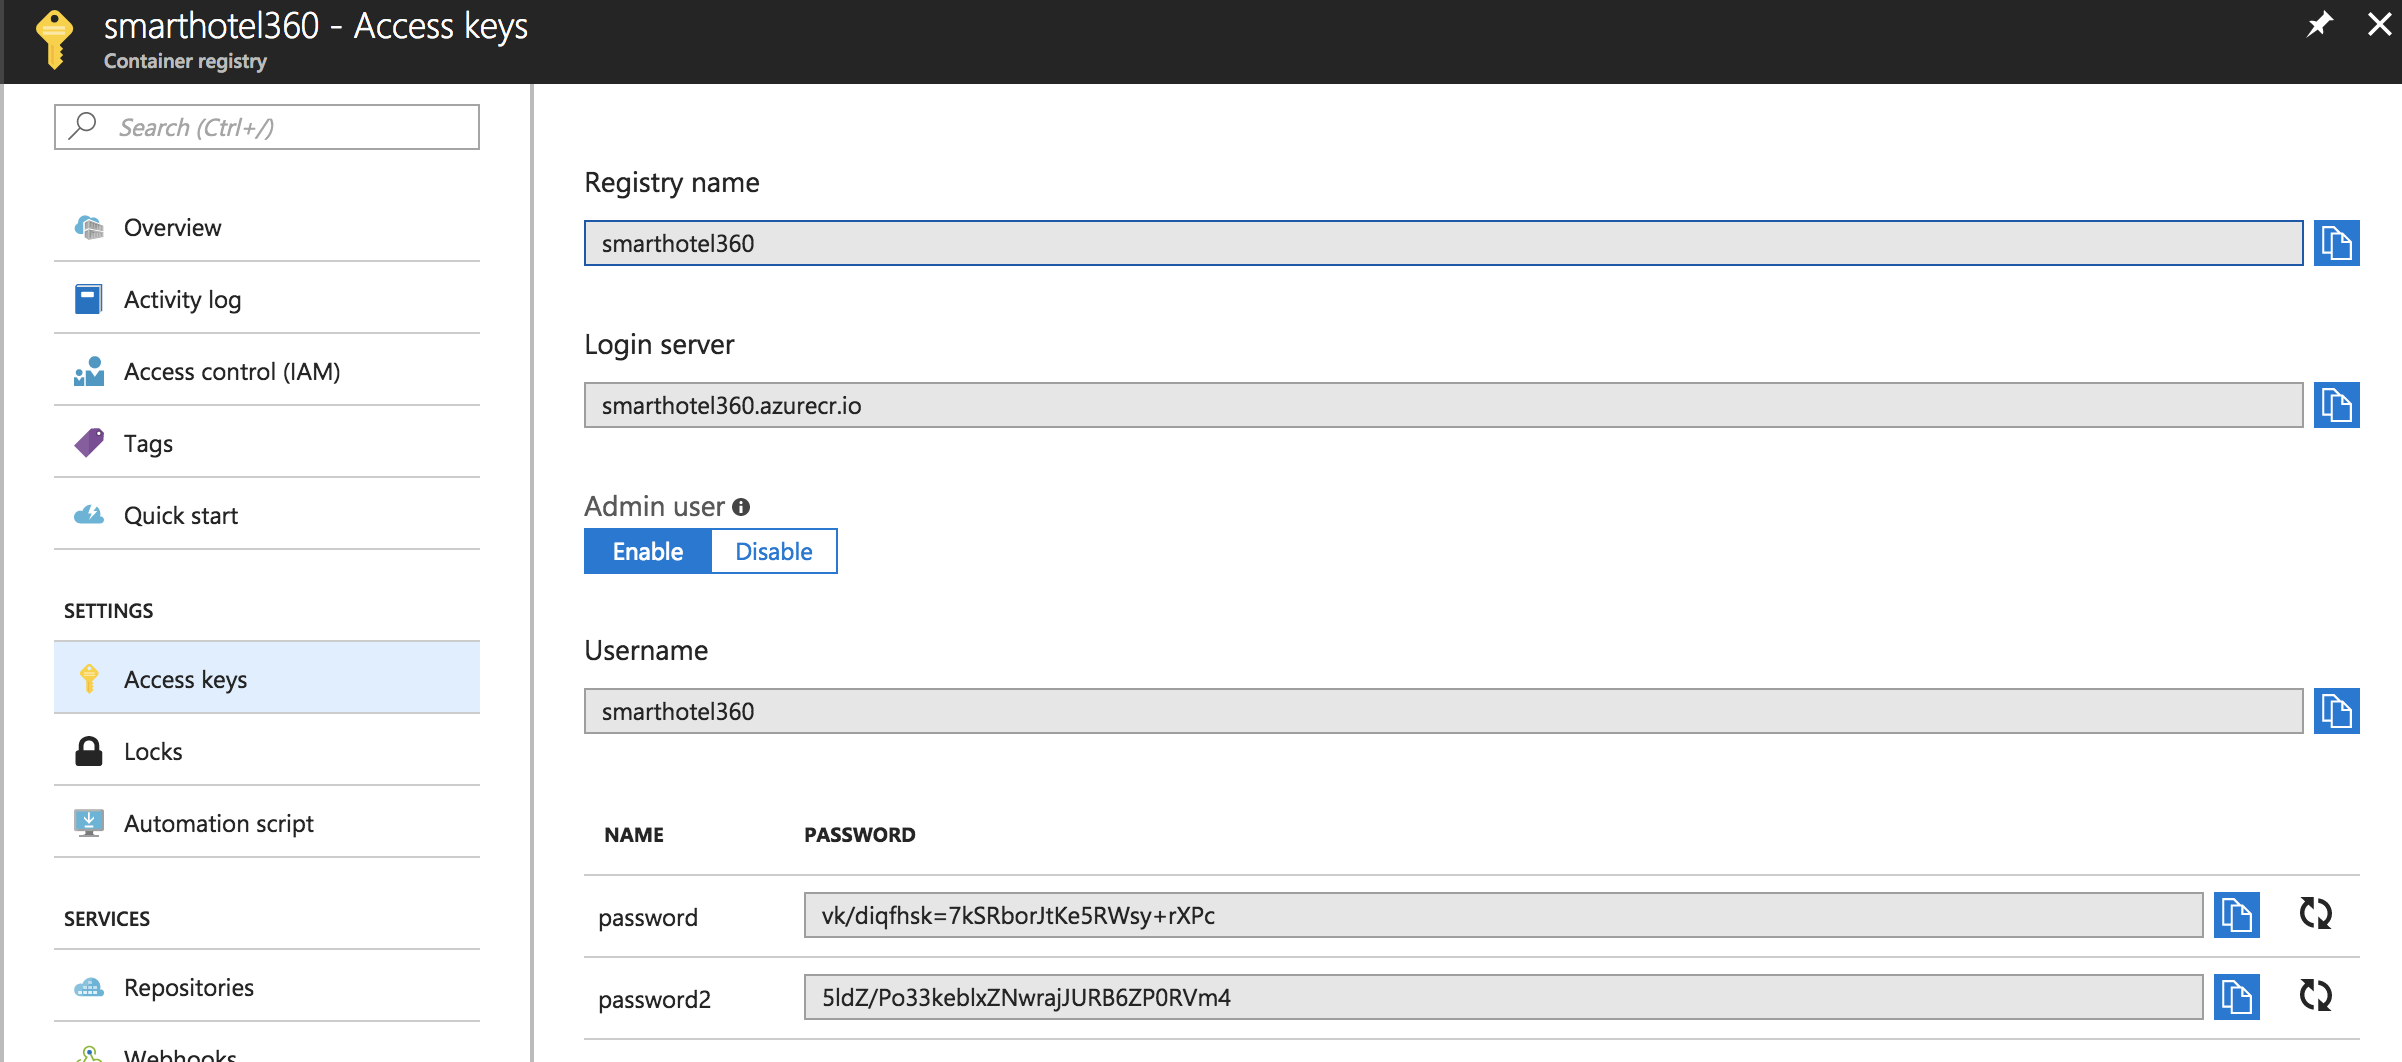 smarthotel360 - Access keys
Container registry
Search (Ctrl+/)
Overview
Activity log
Access control (IAM)
Tags
Quick start
SETTINGS
Access keys
Locks
Automation script
SERVICES
Repositories
Webhooks
Registry name
smarthotel360
Login server
smarthotel360.azurecr.io
Admin user
Enable Disable
Username
smarthotel360
NAME PASSWORD
password vk/diqfhsk=7kSRborJtKe5RWsy+rXPc
password2 5ldZ/Po33keblxZNwrajJURB6ZP0RVm4